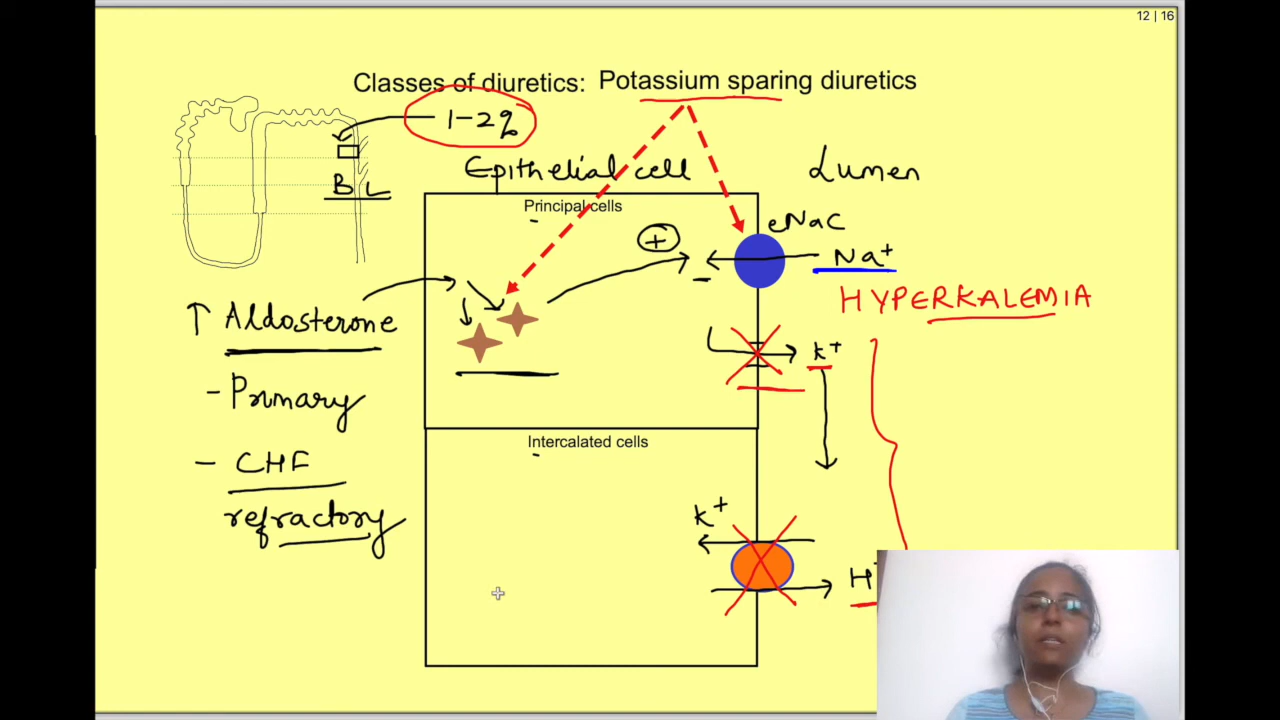 12 | 16
Classes of diuretics: Potassium sparing diuretics
1-2%
Epithelial cell
Lumen
BL
Principal cells
eNaC
+
Na+
HYPERKALEMIA
↑ Aldosterone
K+
- Primary
Intercalated cells
- CHF
refractory
K+
H+